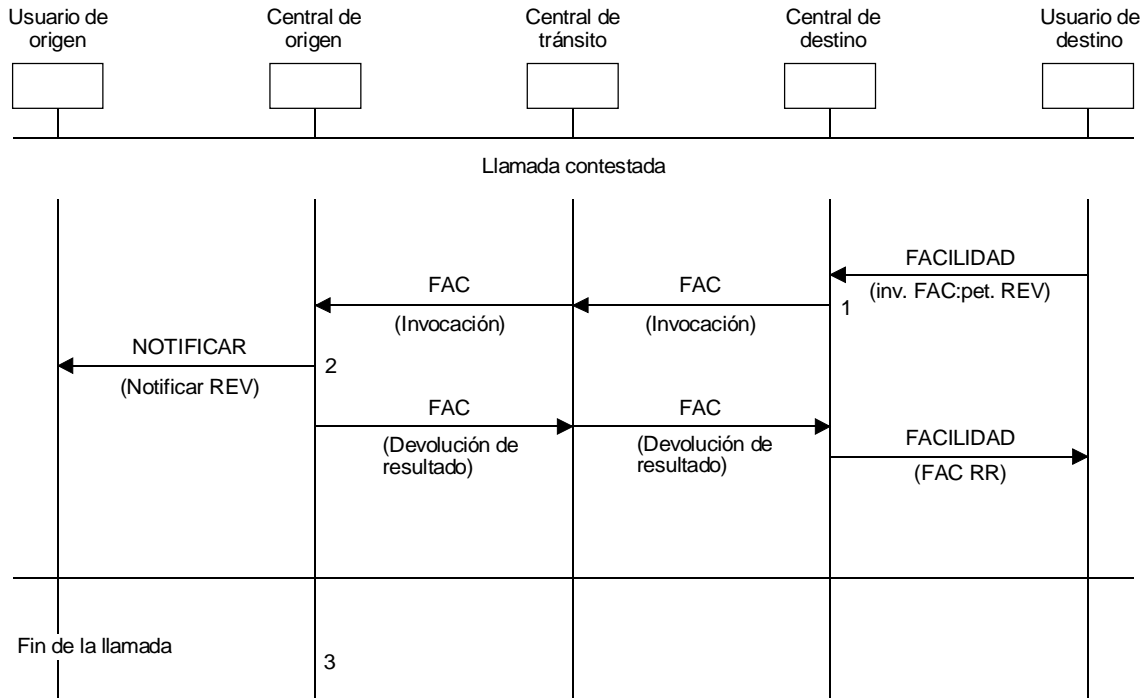 Usuario de
origen
Central de
origen
Central de
tránsito
Central de
destino
Usuario de
destino
Llamada contestada
FACILIDAD
(inv. FAC:pet. REV)
1
FAC
(Invocación)
FAC
(Invocación)
NOTIFICAR
(Notificar REV)
2
FAC
(Devolución de
resultado)
FAC
(Devolución de
resultado)
FACILIDAD
(FAC RR)
Fin de la llamada
3